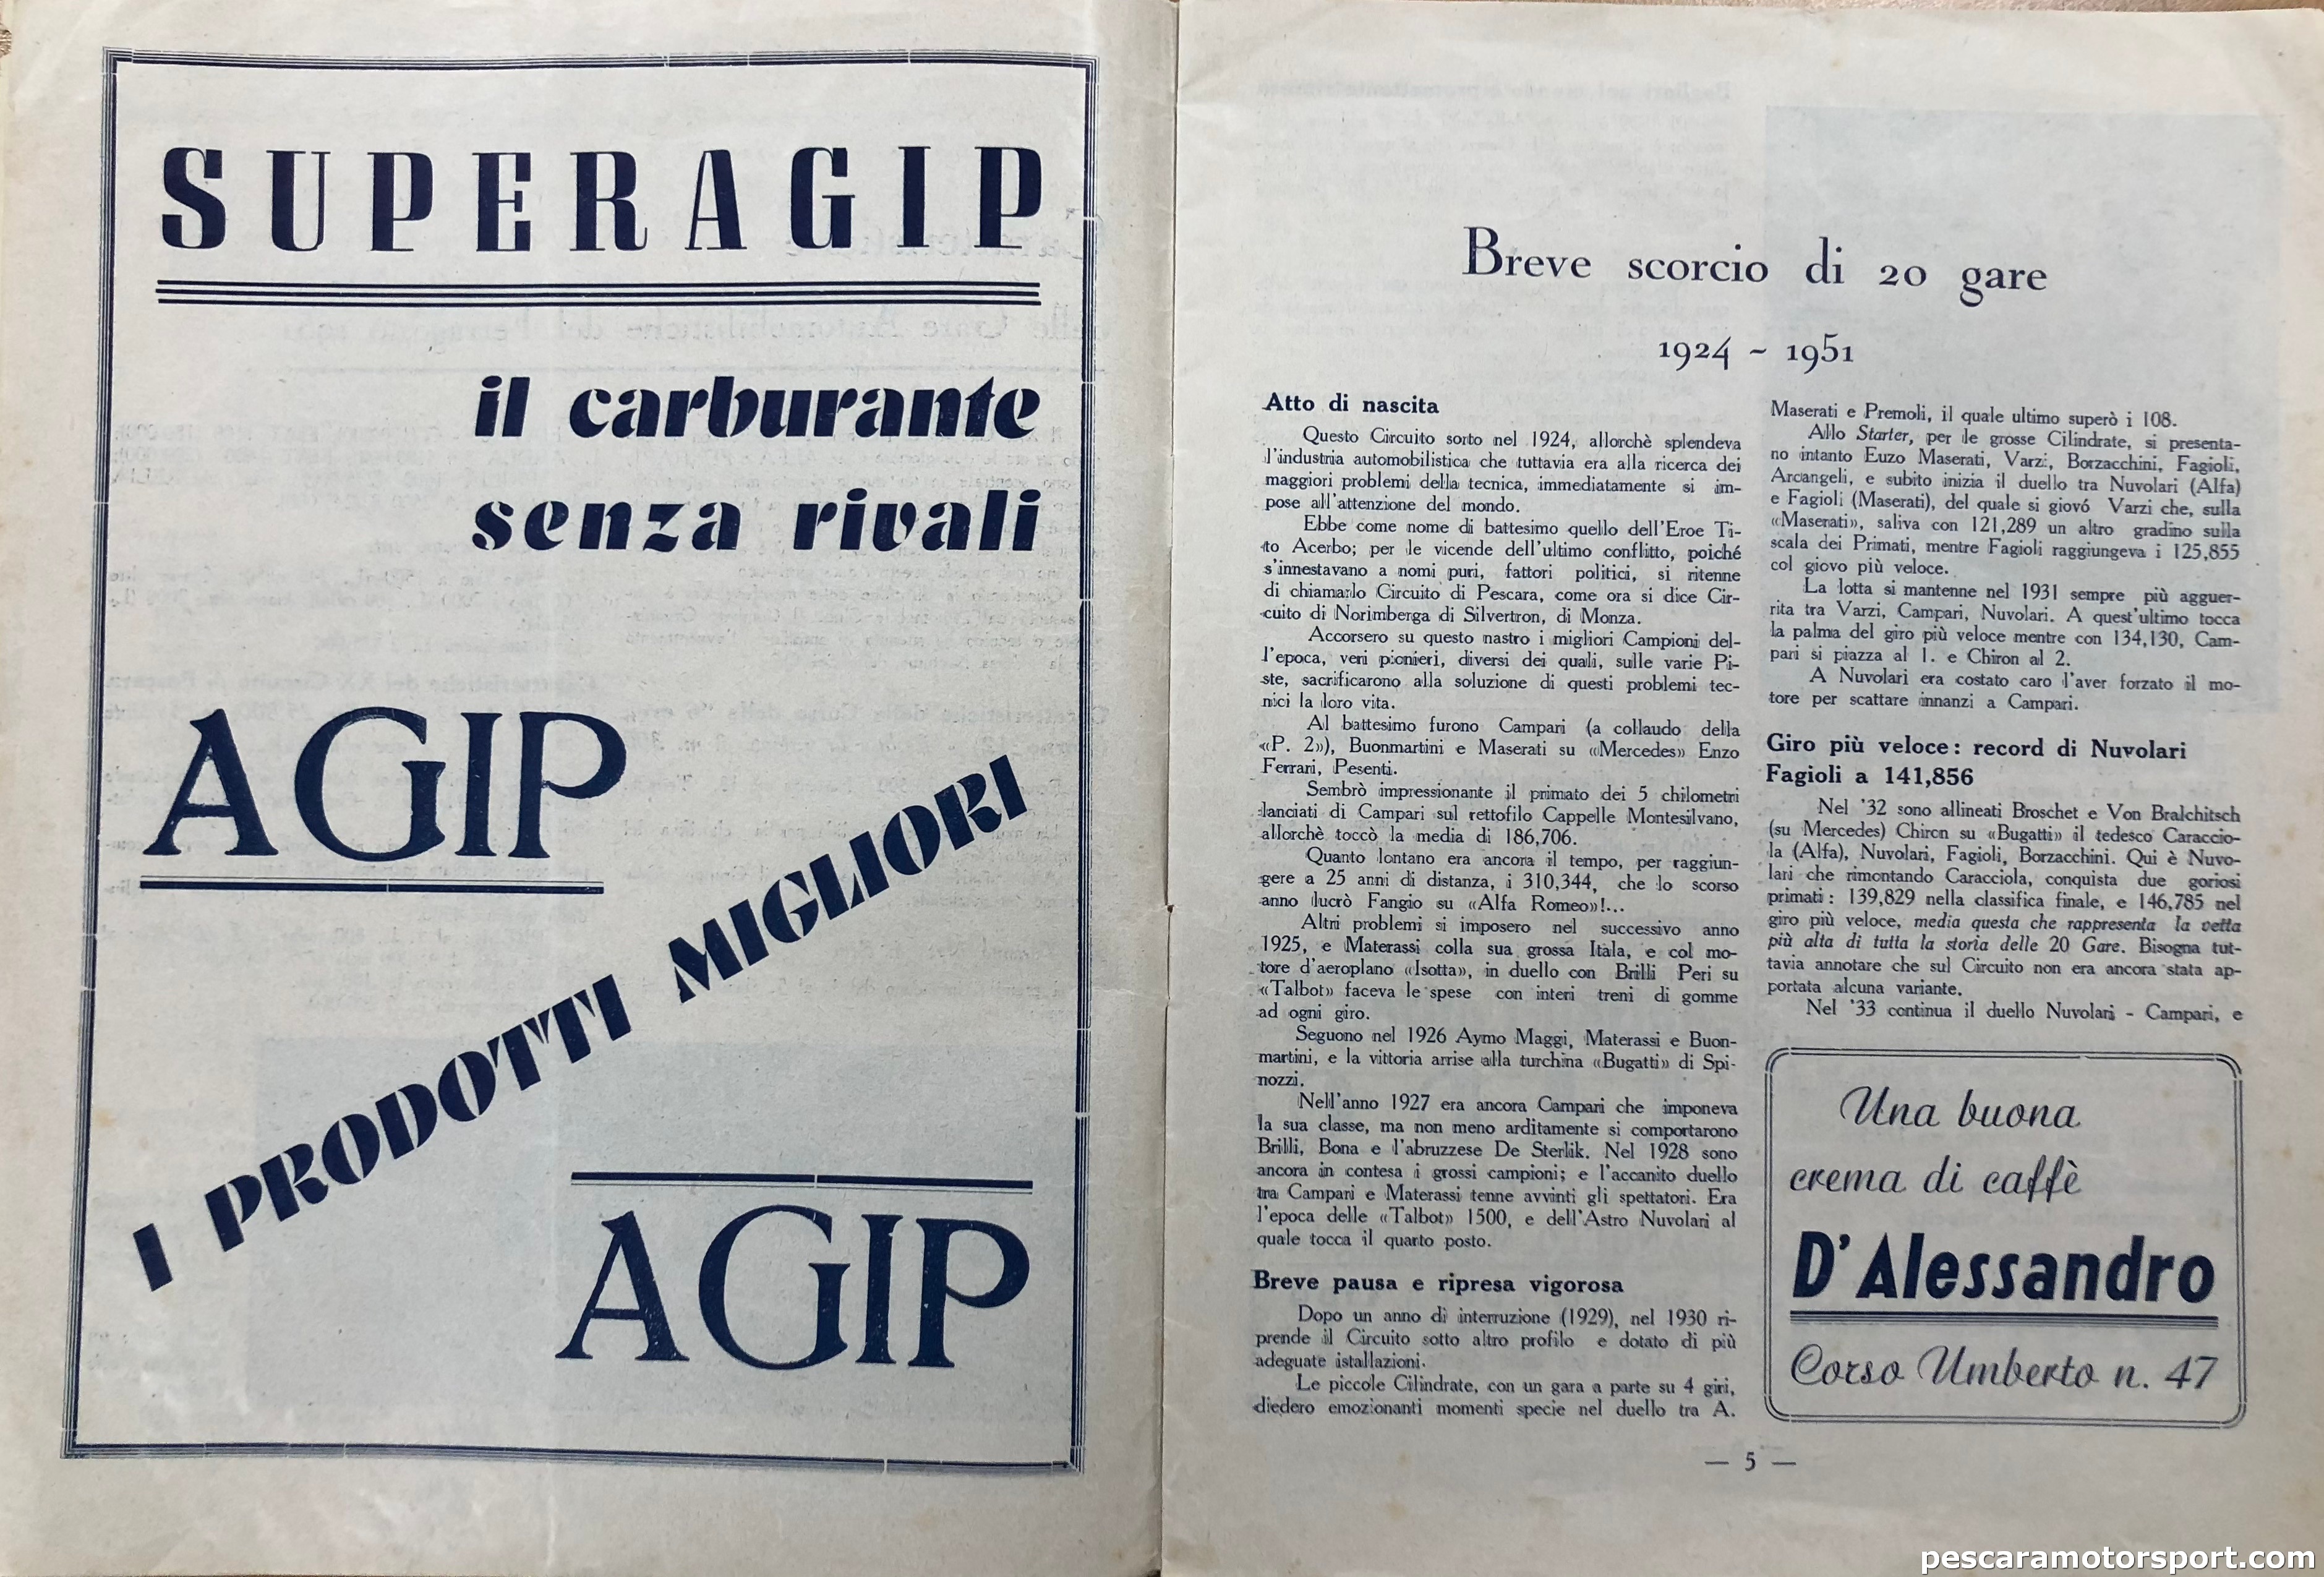 SUPERAGIP
il carburante
senza rivali
AGIP
I PRODOTTI MIGLIORI
AGIP
Breve scorcio di 20 gare
1924 - 1951
Atto di nascita
Questo Circuito sorto nel 1924, allorchè splendeva
l'industria automobilistica che tuttavia era alla ricerca dei
maggiori problemi della tecnica, immediatamente si im-
pose all'attenzione del mondo.
Ebbe come nome di battesimo quello dell'Eroe Ti-
to Acerbo; per le vicende dell'ultimo conflitto, poiché
s'innestavano a nomi puri, fattori politici, si ritenne
di chiamarlo Circuito di Pescara, come ora si dice Cir-
cuito di Norimberga di Silvertron, di Monza.
Accorsero su questo nastro i migliori Campioni del-
l'epoca, veri pionieri, diversi dei quali, sulle varie Pi-
ste, sacrificarono alla soluzione di questi problemi tec-
nici la loro vita.
Al battesimo furono Campari (a collaudo della
«P. 2»), Buonmartini e Maserati su «Mercedes» Enzo
Ferrari, Pesenti.
Sembrò impressionante il primato dei 5 chilometri
lanciati di Campari sul rettofilo Cappelle Montesilvano,
allorchè toccò la media di 186,706.
Quanto lontano era ancora il tempo, per raggiun-
gere a 25 anni di distanza, i 310,344, che lo scorso
anno lucrò Fangio su «Alfa Romeo»!...
Altri problemi si imposero nel successivo anno
1925, e Materassi colla sua grossa Itala, e col mo-
tore d'aeroplano «Isotta», in duello con Brilli Peri su
«Talbot» faceva le spese con interi treni di gomme
ad ogni giro.
Seguono nel 1926 Aymo Maggi, Materassi e Buon-
martini, e la vittoria arrise alla turchina «Bugatti» di Spi-
nozzi.
Nell'anno 1927 era ancora Campari che imponeva
la sua classe, ma non meno arditamente si comportarono
Brilli, Bona e l'abruzzese De Sterlik. Nel 1928 sono
ancora in contesa i grossi campioni; e l'accanito duello
tra Campari e Materassi tenne avvinti gli spettatori. Era
l'epoca delle «Talbot» 1500, e dell'Astro Nuvolari al
quale tocca il quarto posto.
Breve pausa e ripresa vigorosa
Dopo un anno di interruzione (1929), nel 1930 ri-
prende il Circuito sotto altro profilo e dotato di più
adeguate istallazioni.
Le piccole Cilindrate, con un gara a parte su 4 giri,
diedero emozionanti momenti specie nel duello tra A.
Maserati e Premoli, il quale ultimo superò i 108.
Allo Starter, per le grosse Cilindrate, si presenta-
no intanto Euzo Maserati, Varzi, Borzacchini, Fagioli,
Arcangeli, e subito inizia il duello tra Nuvolari (Alfa)
e Fagioli (Maserati), del quale si giovó Varzi che, sulla
«Maserati», saliva con 121,289 un altro gradino sulla
scala dei Primati, mentre Fagioli raggiungeva i 125,855
col giovo più veloce.
La lotta si mantenne nel 1931 sempre più agguer-
rita tra Varzi, Campari, Nuvolari. A quest'ultimo tocca
la palma del giro più veloce mentre con 134,130, Cam-
pari si piazza al 1. e Chiron al 2.
A Nuvolari era costato caro l'aver forzato il mo-
tore per scattare innanzi a Campari.
Giro più veloce: record di Nuvolari
Fagioli a 141,856
Nel '32 sono allineati Broschet e Von Bralchitsch
(su Mercedes) Chiron su «Bugatti» il tedesco Caraccio-
la (Alfa), Nuvolari, Fagioli, Borzacchini. Qui è Nuvo-
lari che rimontando Caracciola, conquista due goriosi
primati: 139,829 nella classifica finale, e 146,785 nel
giro più veloce, media questa che rappresenta la vetta
più alta di tutta la storia delle 20 Gare. Bisogna tut-
tavia annotare che sul Circuito non era ancora stata ap-
portata alcuna variante.
Nel '33 continua il duello Nuvolari - Campari, e
Una buona
crema di caffè
D'Alessandro
Corso Umberto n. 47
— 5 —
pescaramotorsport.com